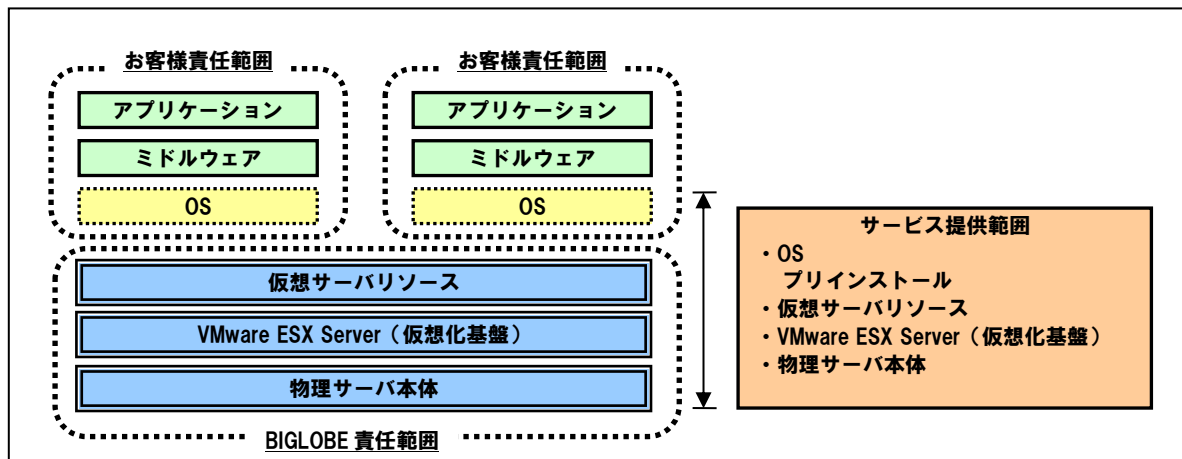 お客様責任範囲
アプリケーション
ミドルウェア
OS
お客様責任範囲
アプリケーション
ミドルウェア
OS
仮想サーバリソース
VMware ESX Server（仮想化基盤）
物理サーバ本体
BIGLOBE 責任範囲
サービス提供範囲
・OS
プリインストール
・仮想サーバリソース
・VMware ESX Server（仮想化基盤）
・物理サーバ本体